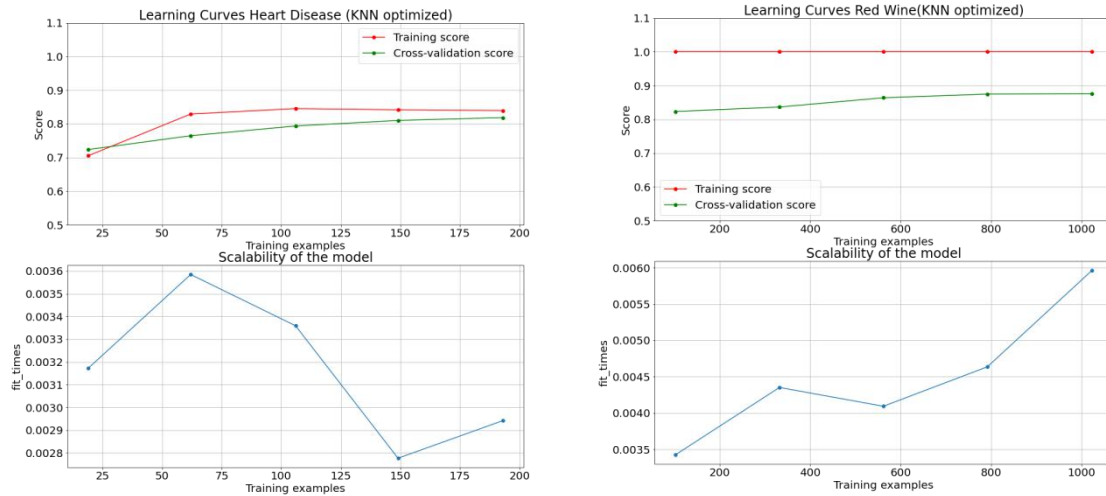 Learning Curves Heart Disease (KNN optimized)
1.1
1.0
0.9
0.8
0.7
0.6
0.5
Score
Training score
Cross-validation score
25 50 75 100 125 150 175 200
Training examples
Scalability of the model
0.0036
0.0035
0.0034
0.0033
0.0032
0.0031
0.0030
0.0029
0.0028
fit_times
25 50 75 100 125 150 175 200
Training examples
Learning Curves Red Wine(KNN optimized)
1.1
1.0
0.9
0.8
0.7
0.6
0.5
Score
Training score
Cross-validation score
200 400 600 800 1000
Training examples
Scalability of the model
0.0060
0.0055
0.0050
0.0045
0.0040
0.0035
fit_times
200 400 600 800 1000
Training examples